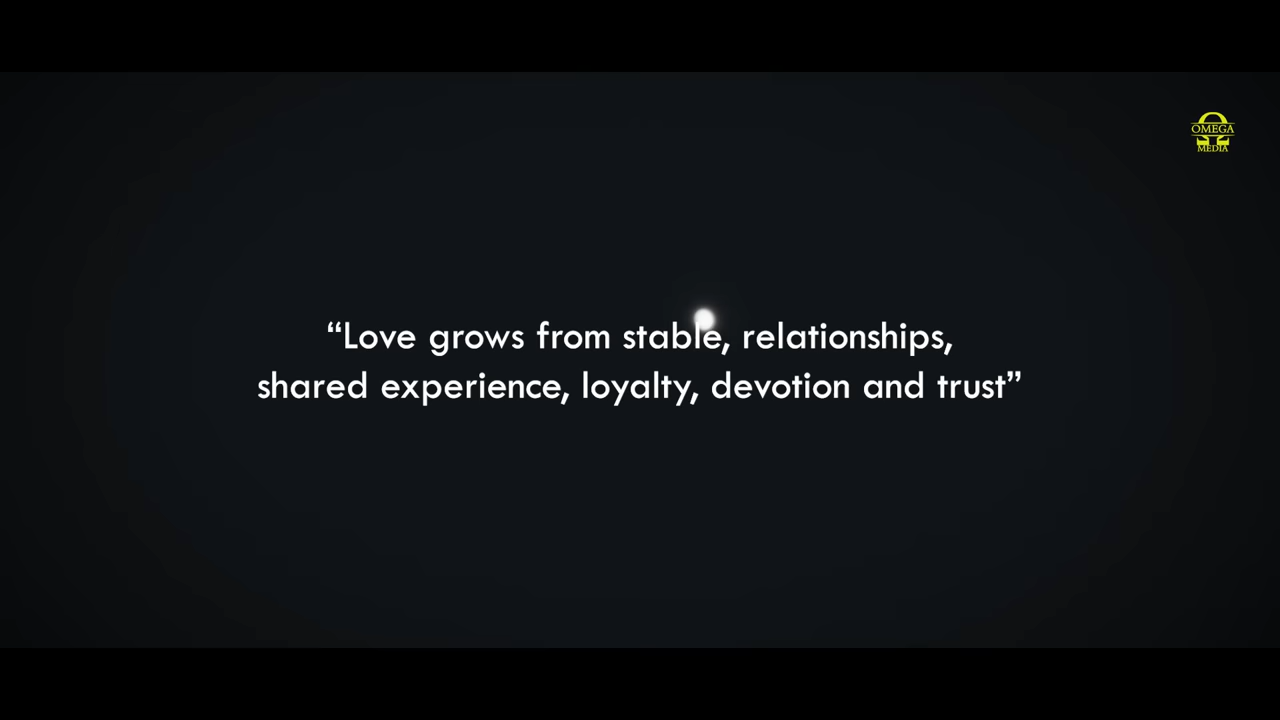 OMEGA
MEDIA
“Love grows from stable, relationships,
shared experience, loyalty, devotion and trust”